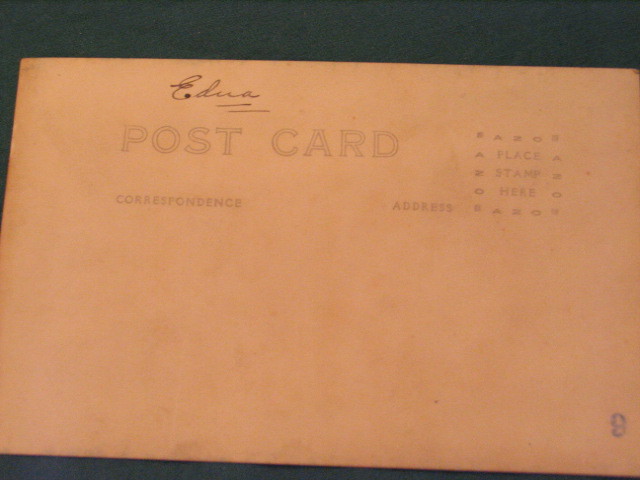 Edna
POST CARD
PLACE
STAMP
HERE
CORRESPONDENCE
ADDRESS
9